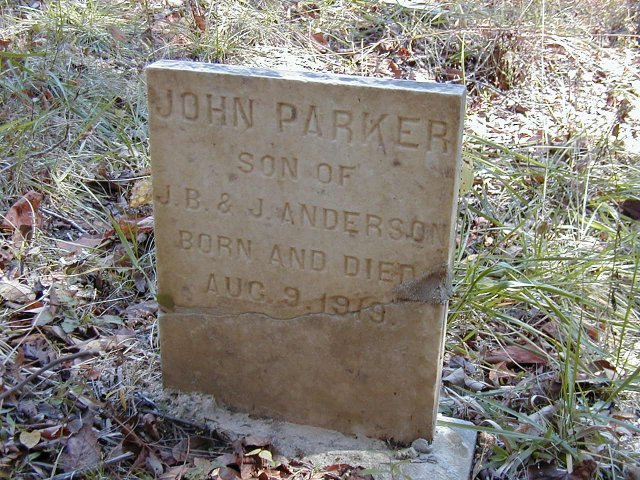 JOHN PARKER
SON OF
J. B. & J. ANDERSON
BORN AND DIED
AUG. 9. 1919.